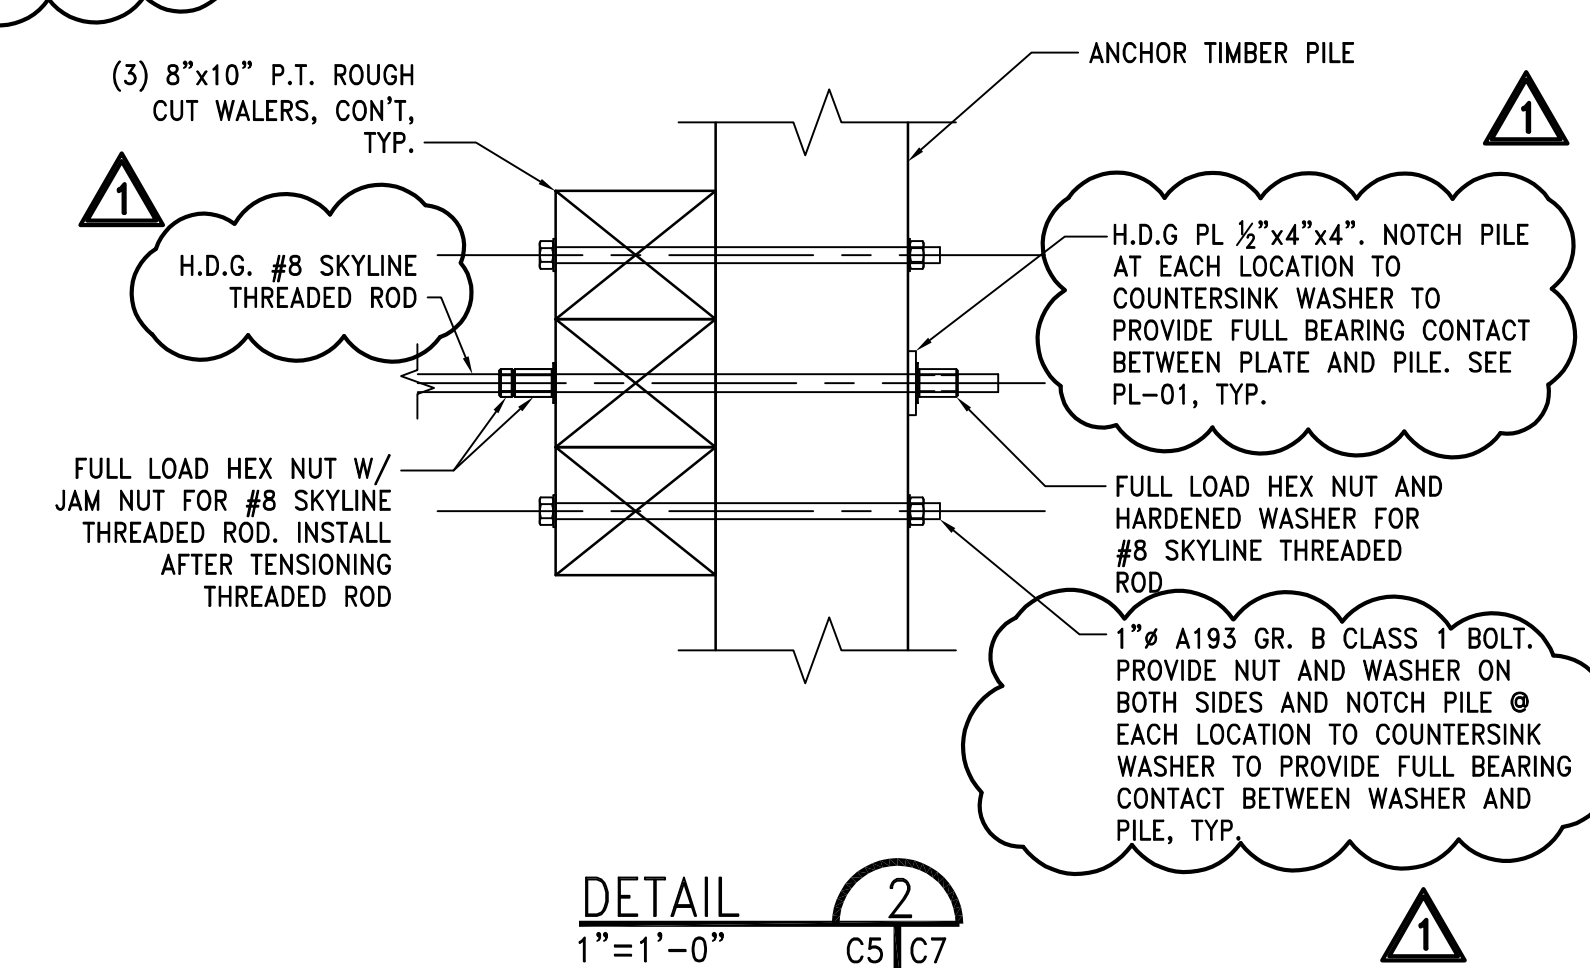 (3) 8"x10" P.T. ROUGH
CUT WALERS, CON'T,
TYP.
ANCHOR TIMBER PILE
1
1
H.D.G. #8 SKYLINE
THREADED ROD
H.D.G PL ½"x4"x4". NOTCH PILE
AT EACH LOCATION TO
COUNTERSINK WASHER TO
PROVIDE FULL BEARING CONTACT
BETWEEN PLATE AND PILE. SEE
PL-01, TYP.
FULL LOAD HEX NUT W/
JAM NUT FOR #8 SKYLINE
THREADED ROD. INSTALL
AFTER TENSIONING
THREADED ROD
FULL LOAD HEX NUT AND
HARDENED WASHER FOR
#8 SKYLINE THREADED
ROD
1"ø A193 GR. B CLASS 1 BOLT.
PROVIDE NUT AND WASHER ON
BOTH SIDES AND NOTCH PILE @
EACH LOCATION TO COUNTERSINK
WASHER TO PROVIDE FULL BEARING
CONTACT BETWEEN WASHER AND
PILE, TYP.
DETAIL 2
1"=1'-0" C5 C7
1